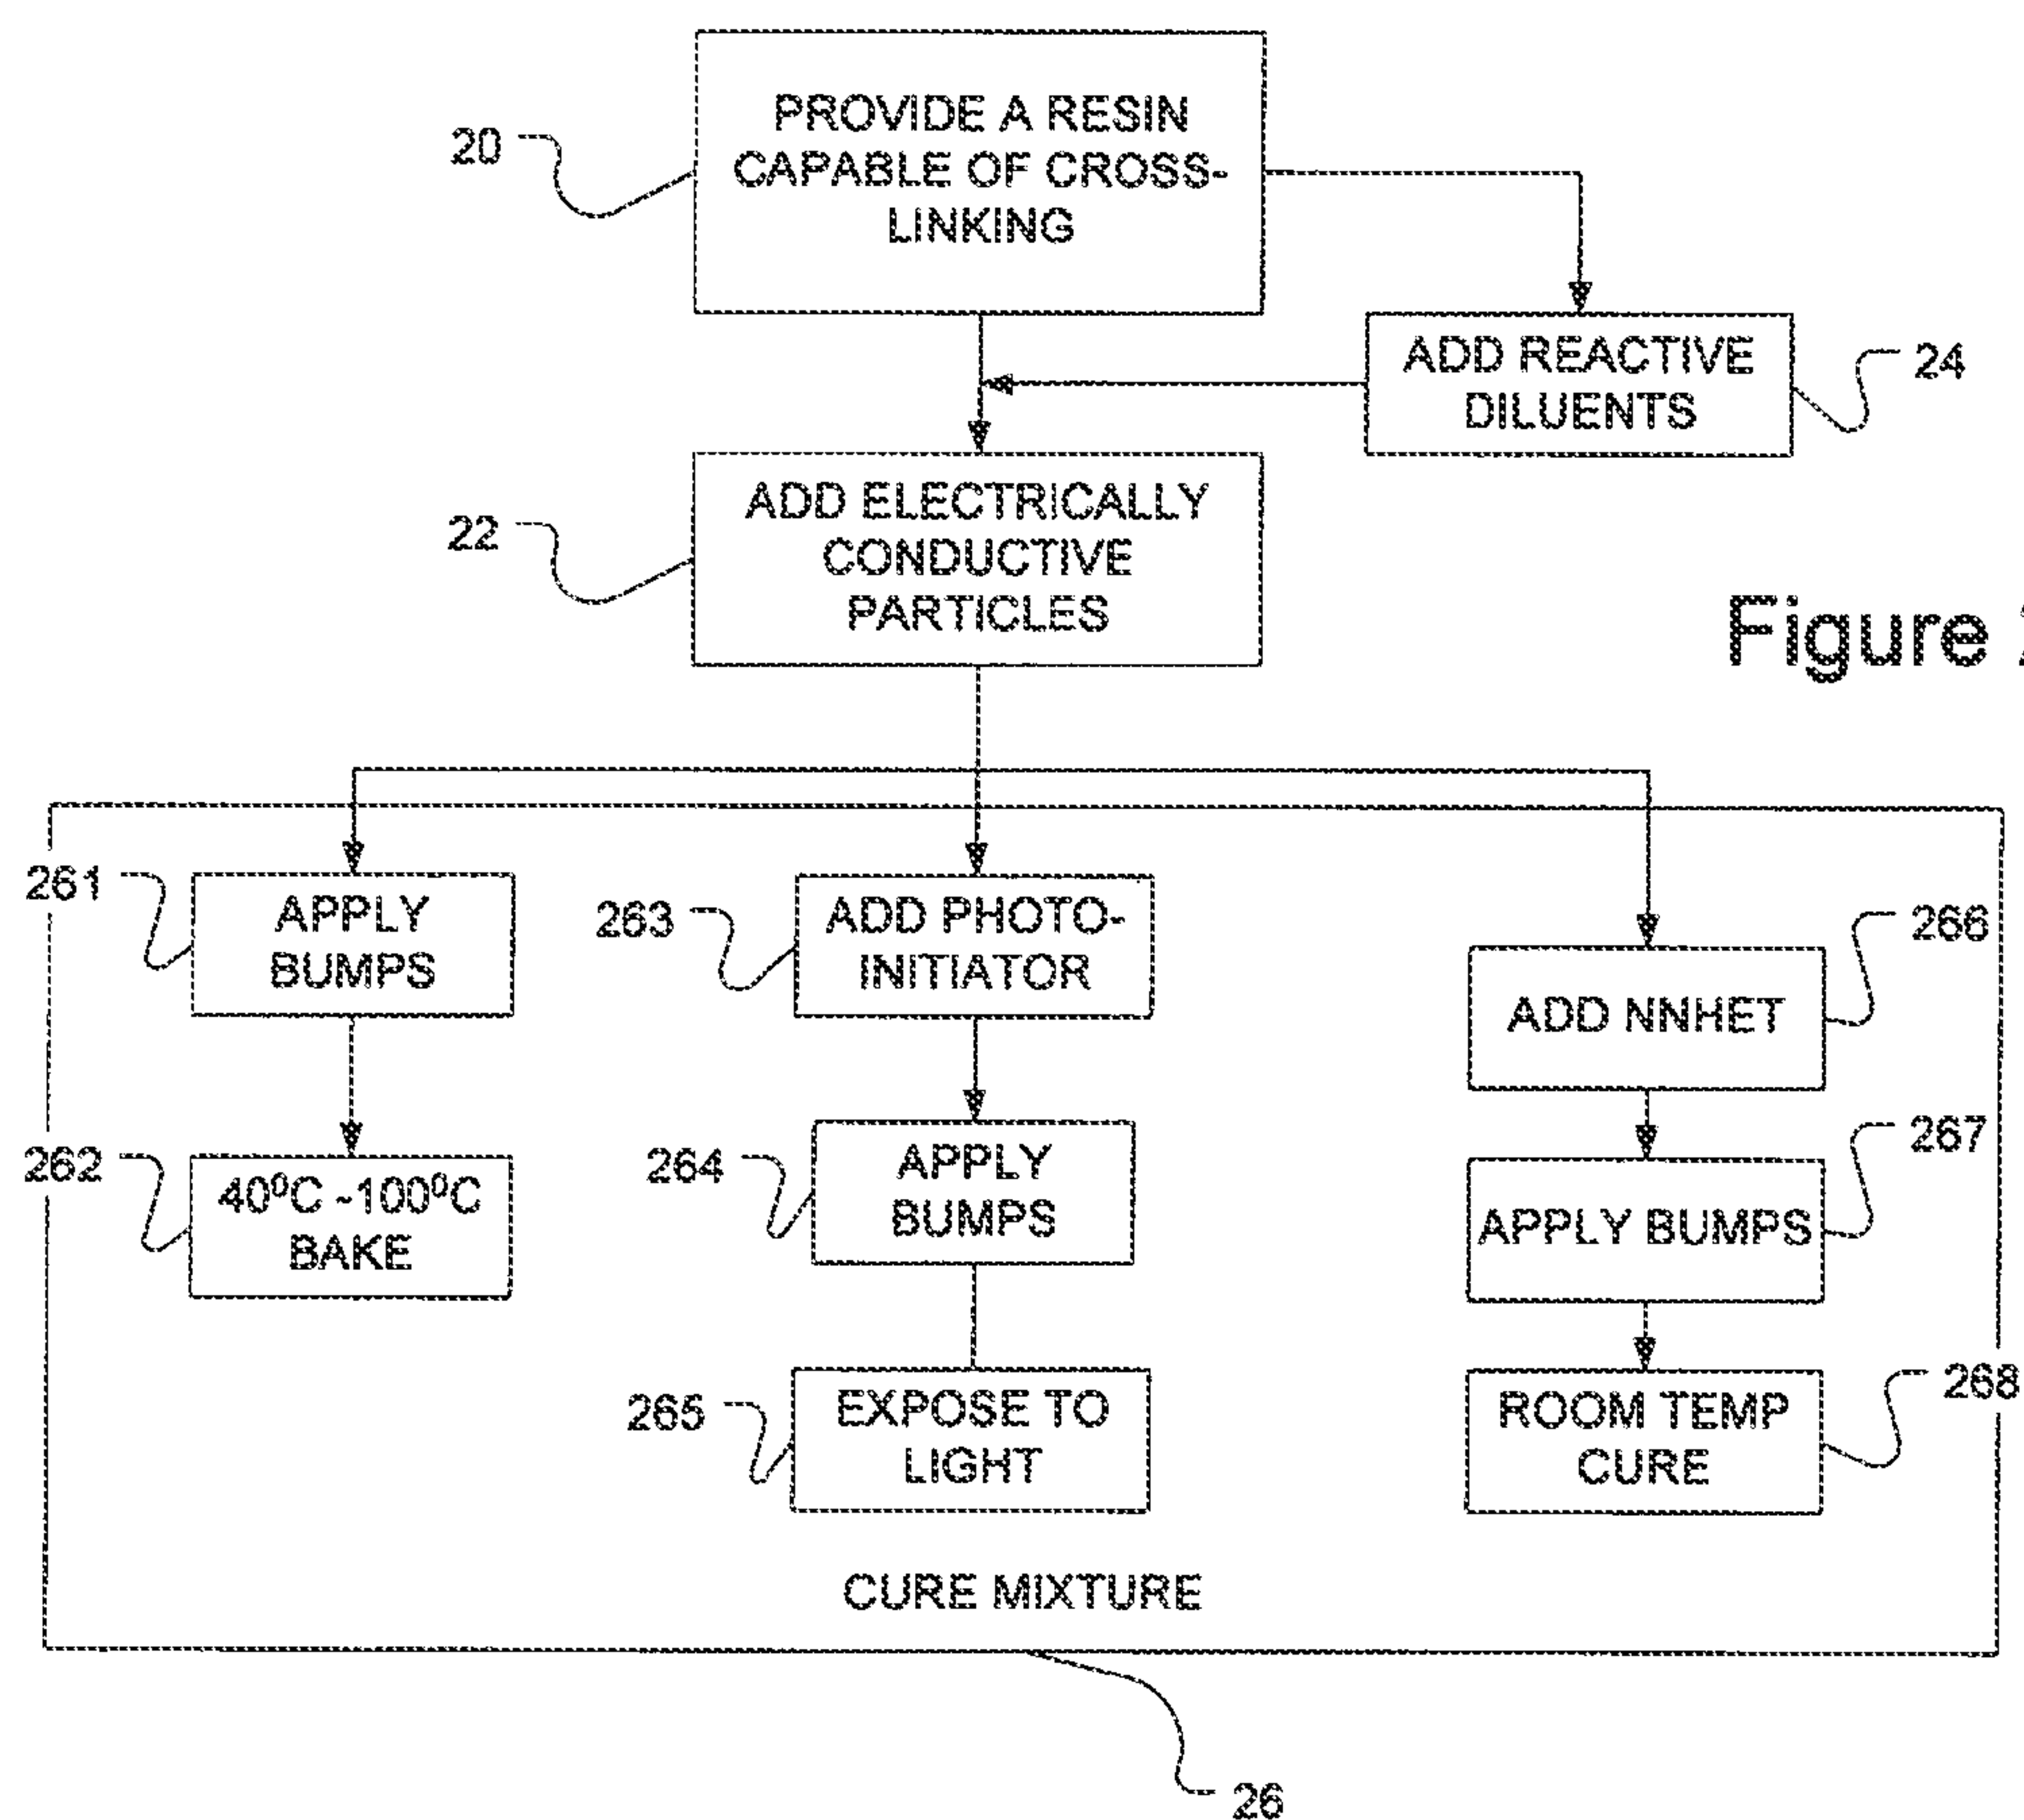 PROVIDE A RESIN
CAPABLE OF CROSS-
LINKING
20
ADD REACTIVE
DILUENTS
24
ADD ELECTRICALLY
CONDUCTIVE
PARTICLES
22
Figure
261
APPLY
BUMPS
263
ADD PHOTO-
INITIATOR
266
ADD NNHET
262
40⁰C -100⁰C
BAKE
264
APPLY
BUMPS
267
APPLY BUMPS
265
EXPOSE TO
LIGHT
268
ROOM TEMP
CURE
CURE MIXTURE
26